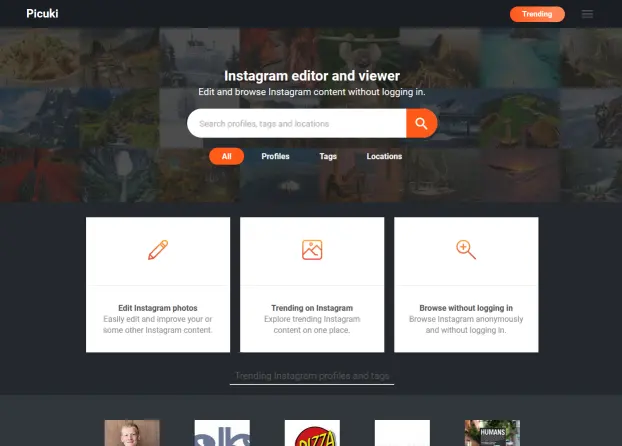 Picuki
Trending
Instagram editor and viewer
Edit and browse Instagram content without logging in.
Search profiles, tags and locations
All
Profiles
Tags
Locations
Edit Instagram photos
Easily edit and improve your or
some other Instagram content.
Trending on Instagram
Explore trending Instagram
content on one place.
Browse without logging in
Browse Instagram anonymously
and without logging in.
Trending Instagram profiles and tags
PIZZA
HUMANS